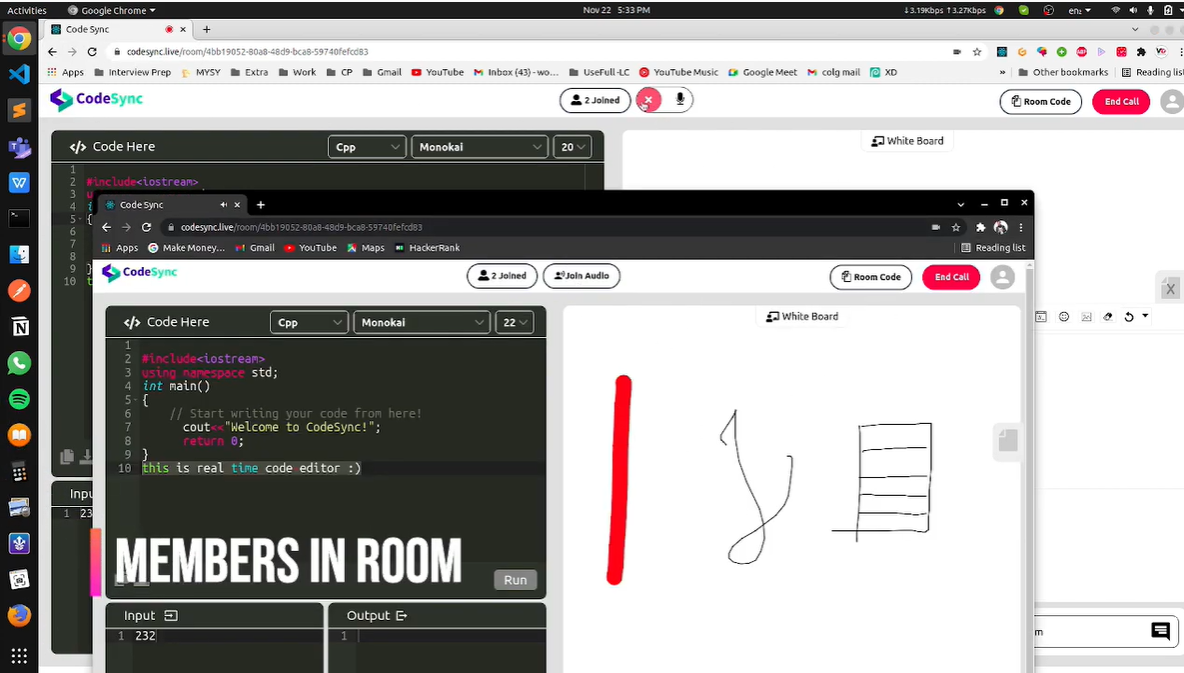 Activities Google Chrome Nov 22 5:33 PM ↓3.19Kbps ↑3.27Kbps en₂
Code Sync
codesync.live/room/4bb19052-80a8-48d9-bca8-59740fefcd83
Apps Interview Prep MYSY Extra Work CP Gmail YouTube Inbox (43) -wo... UseFull-LC YouTube Music Google Meet colg mail XD » Other bookmarks Reading list
CodeSync 2 Joined Room Code End Call
Code Here Cpp Monokai 20 White Board
1
2 #include<iostream>
3
4
5 {
6
7
8
9 }
10
Code Sync
codesync.live/room/4bb19052-80a8-48d9-bca8-59740fefcd83
Apps Make Money... Gmail YouTube Maps HackerRank Reading list
CodeSync 2 Joined Join Audio Room Code End Call
Code Here Cpp Monokai 22 White Board
1
2 #include<iostream>
3 using namespace std;
4 int main()
5 {
6 // Start writing your code from here!
7 cout<<"Welcome to CodeSync!";
8 return 0;
9 }
10 this is real time code editor :)
MEMBERS IN ROOM
Run
Input Output
1 232 1